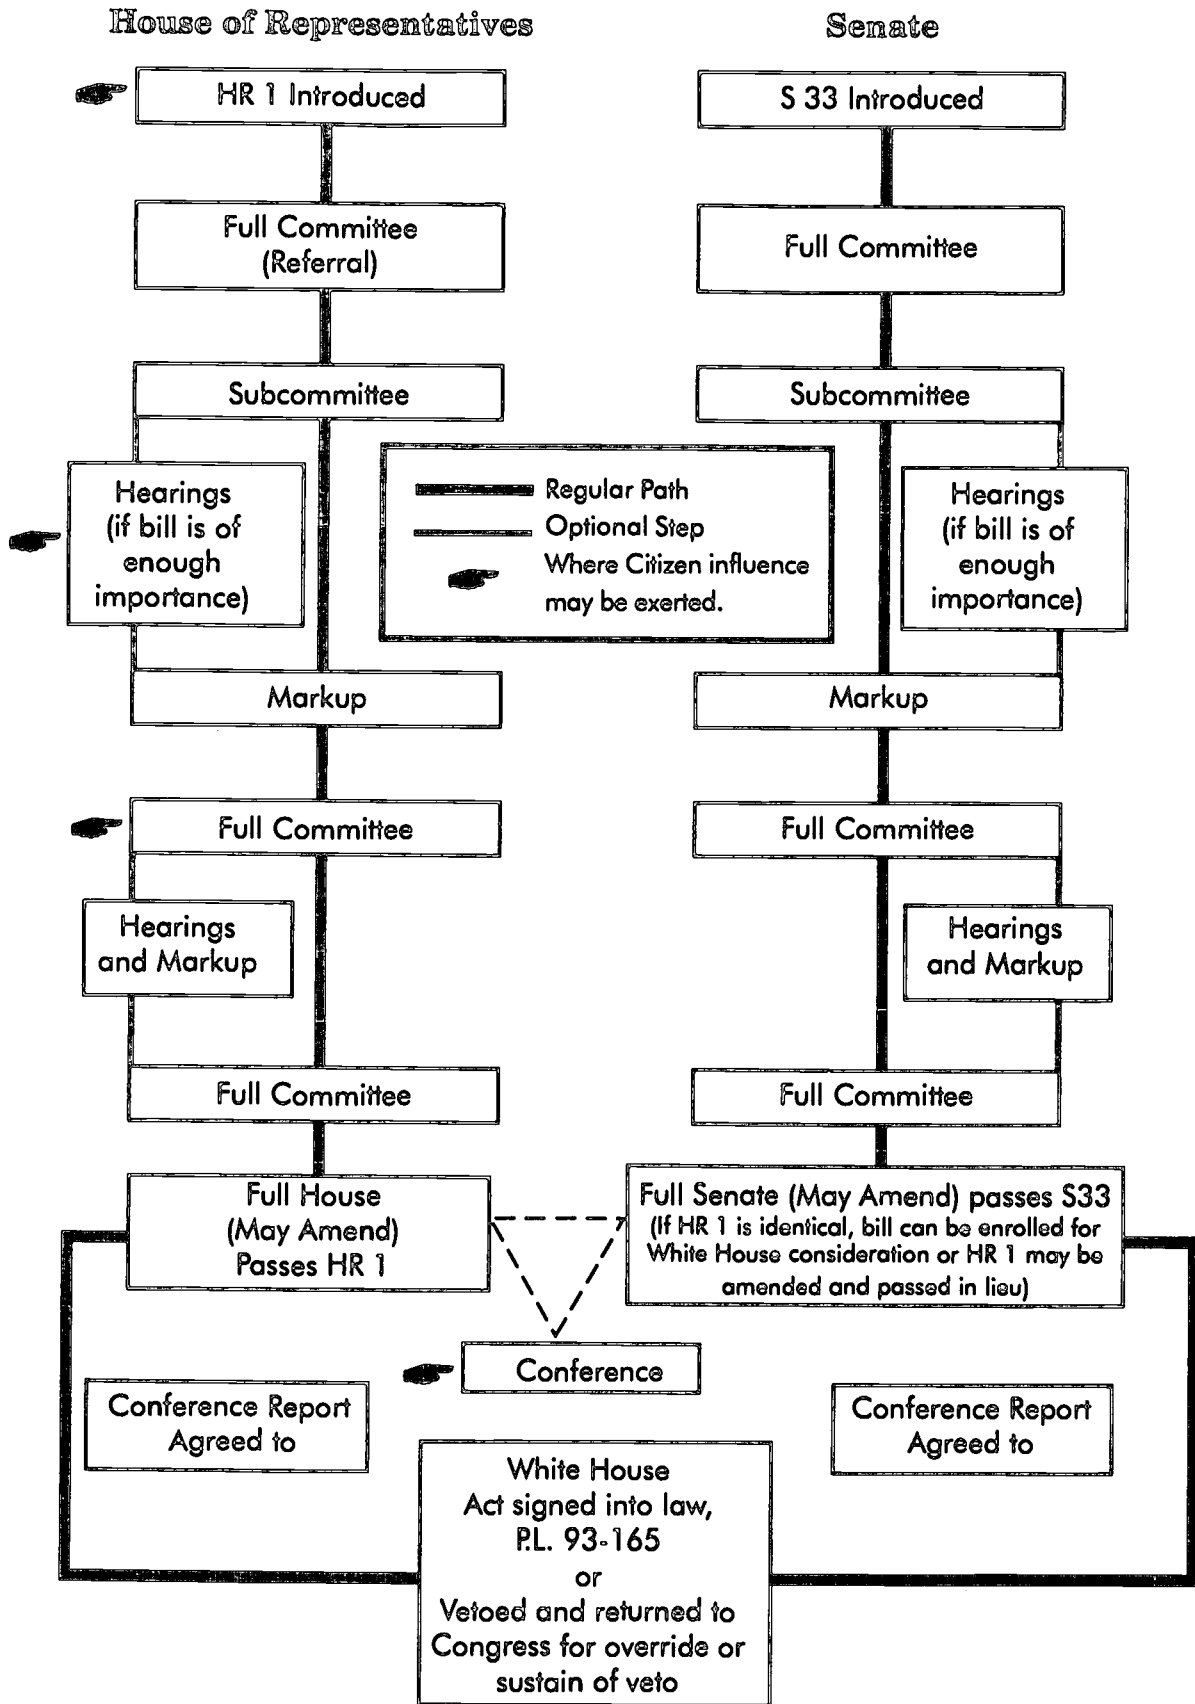 House of Representatives
Senate
HR 1 Introduced
S 33 Introduced
Full Committee
(Referral)
Full Committee
Subcommittee
Subcommittee
Hearings
(if bill is of
enough
importance)
Regular Path
Optional Step
Where Citizen influence
may be exerted.
Hearings
(if bill is of
enough
importance)
Markup
Markup
Full Committee
Full Committee
Hearings
and Markup
Hearings
and Markup
Full Committee
Full Committee
Full House
(May Amend)
Passes HR 1
Full Senate (May Amend) passes S33
(If HR 1 is identical, bill can be enrolled for
White House consideration or HR 1 may be
amended and passed in lieu)
Conference
Conference Report
Agreed to
Conference Report
Agreed to
White House
Act signed into law,
P.L. 93-165
or
Vetoed and returned to
Congress for override or
sustain of veto